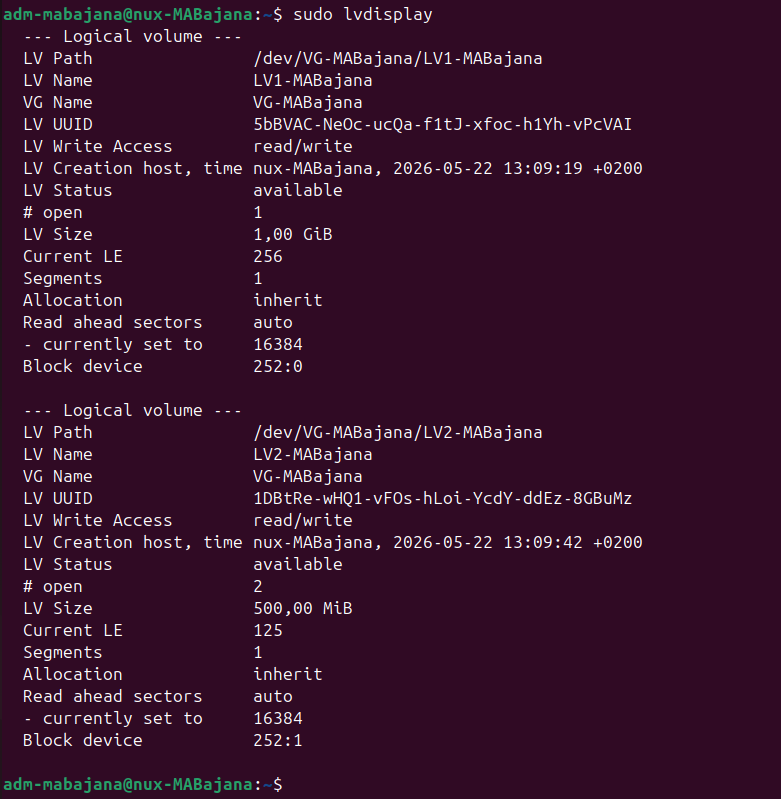 adm-mabajana@nux-MABajana:~$ sudo lvdisplay
  --- Logical volume ---
  LV Path                /dev/VG-MABajana/LV1-MABajana
  LV Name                LV1-MABajana
  VG Name                VG-MABajana
  LV UUID                5bBVAC-NeOc-ucQa-f1tJ-xfoc-h1Yh-vPcVAI
  LV Write Access        read/write
  LV Creation host, time nux-MABajana, 2026-05-22 13:09:19 +0200
  LV Status              available
  # open                 1
  LV Size                1,00 GiB
  Current LE             256
  Segments               1
  Allocation             inherit
  Read ahead sectors     auto
  - currently set to     16384
  Block device           252:0

  --- Logical volume ---
  LV Path                /dev/VG-MABajana/LV2-MABajana
  LV Name                LV2-MABajana
  VG Name                VG-MABajana
  LV UUID                1DBtRe-wHQ1-vFOs-hLoi-YcdY-ddEz-8GBuMz
  LV Write Access        read/write
  LV Creation host, time nux-MABajana, 2026-05-22 13:09:42 +0200
  LV Status              available
  # open                 2
  LV Size                500,00 MiB
  Current LE             125
  Segments               1
  Allocation             inherit
  Read ahead sectors     auto
  - currently set to     16384
  Block device           252:1

adm-mabajana@nux-MABajana:~$